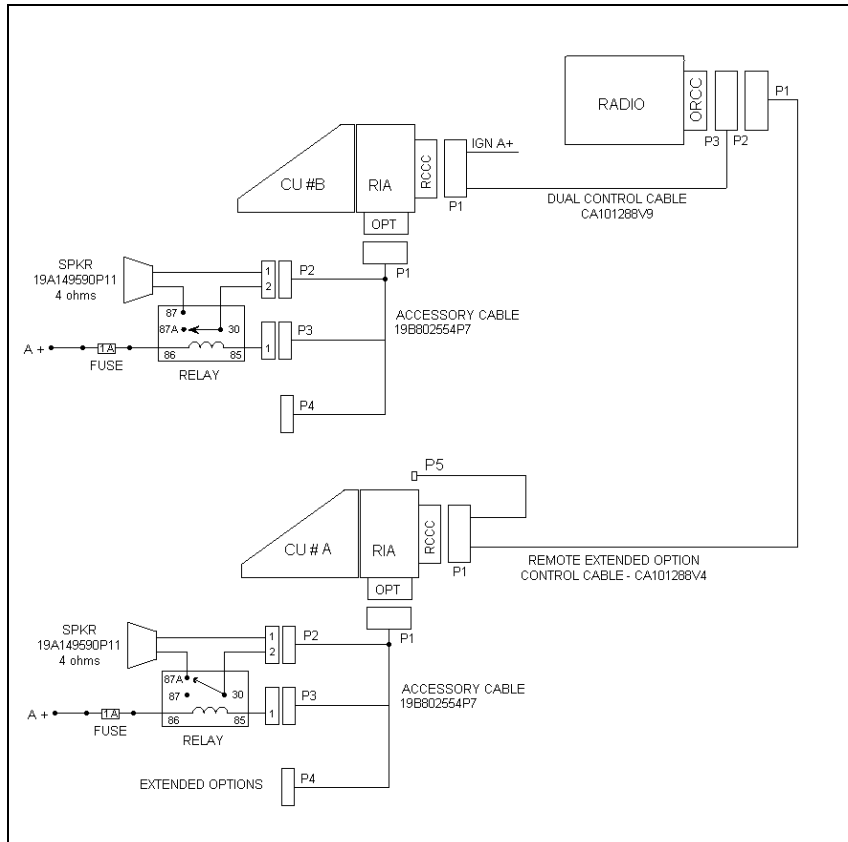 RADIO
ORCC
P1
P3
P2
IGN A+
CU #B
RIA
RCCC
P1
DUAL CONTROL CABLE
CA101288V9
OPT
P1
SPKR
19A149590P11
4 ohms
1
2
P2
87
87A
30
ACCESSORY CABLE
19B802554P7
P3
A +
1A
FUSE
86
85
1
RELAY
P4
P5
CU # A
RIA
RCCC
P1
REMOTE EXTENDED OPTION
CONTROL CABLE - CA101288V4
OPT
P1
SPKR
19A149590P11
4 ohms
1
2
P2
87A
87
30
ACCESSORY CABLE
19B802554P7
P3
A +
1A
FUSE
86
85
1
RELAY
EXTENDED OPTIONS
P4